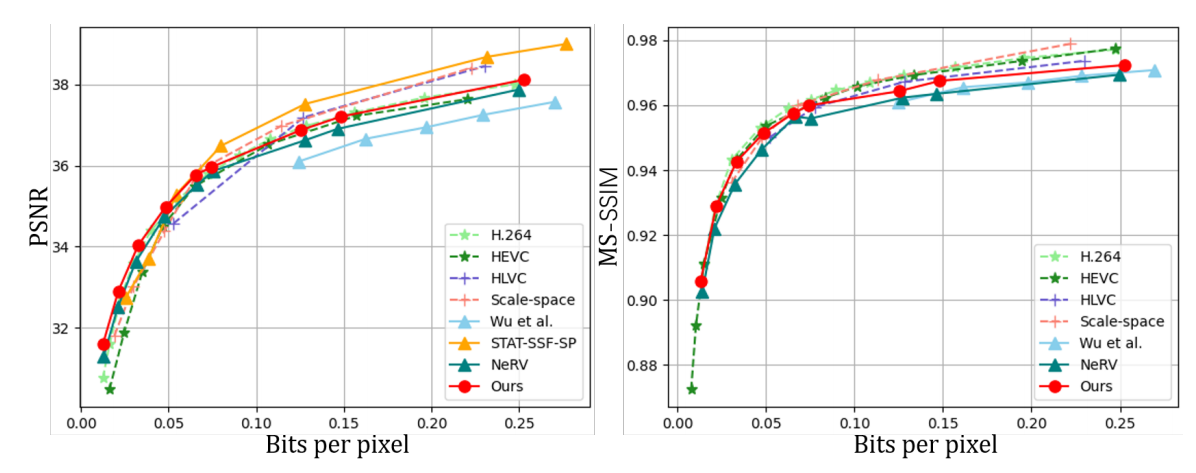 PSNR
38
36
34
32
0.00 0.05 0.10 0.15 0.20 0.25
Bits per pixel
H.264
HEVC
HLVC
Scale-space
Wu et al.
STAT-SSF-SP
NeRV
Ours
MS-SSIM
0.98
0.96
0.94
0.92
0.90
0.88
0.00 0.05 0.10 0.15 0.20 0.25
Bits per pixel
H.264
HEVC
HLVC
Scale-space
Wu et al.
NeRV
Ours